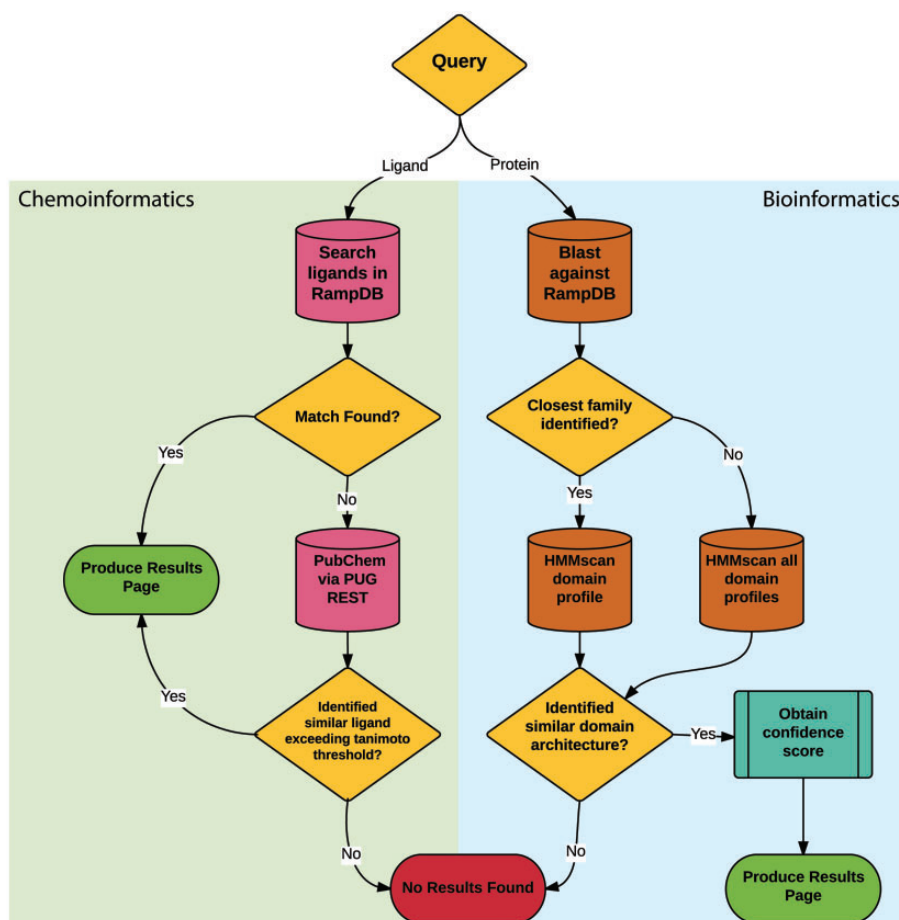 Query
Ligand
Protein
Chemoinformatics
Bioinformatics
Search
ligands in
RampDB
Blast
against
RampDB
Match Found?
Closest family
identified?
Yes
No
Yes
No
Produce Results
Page
PubChem
via PUG
REST
HMMscan
domain
profile
HMMscan all
domain
profiles
Yes
Identified
similar ligand
exceeding tanimoto
threshold?
Identified
similar domain
architecture?
Yes
Obtain
confidence
score
No
No
No Results Found
Produce Results
Page